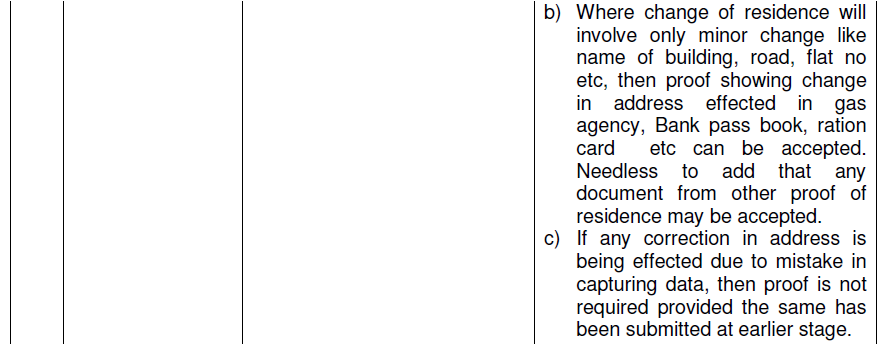 b) Where change of residence will
involve only minor change like
name of building, road, flat no
etc, then proof showing change
in address effected in gas
agency, Bank pass book, ration
card etc can be accepted.
Needless to add that any
document from other proof of
residence may be accepted.
c) If any correction in address is
being effected due to mistake in
capturing data, then proof is not
required provided the same has
been submitted at earlier stage.